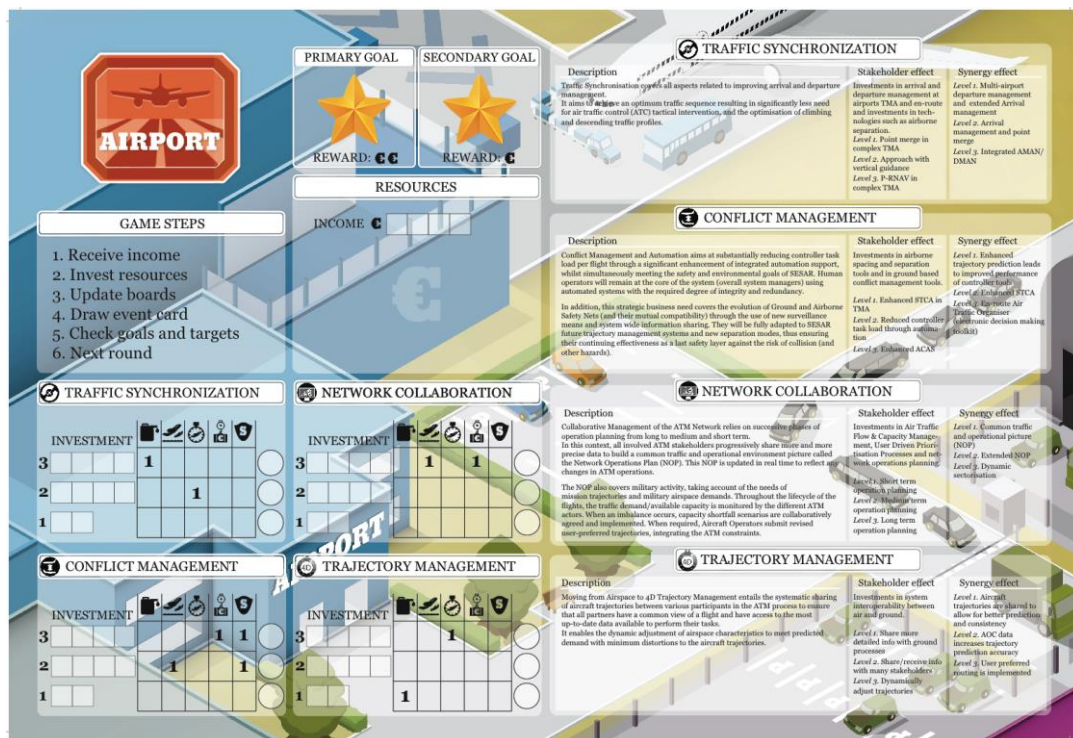 AIRPORT
PRIMARY GOAL
REWARD: € €
SECONDARY GOAL
REWARD: €
RESOURCES
INCOME €
€
GAME STEPS
1. Receive income
2. Invest resources
3. Update boards
4. Draw event card
5. Check goals and targets
6. Next round
TRAFFIC SYNCHRONIZATION
INVESTMENT
3 1
2 1
1
NETWORK COLLABORATION
INVESTMENT
3 1 1
2
1
CONFLICT MANAGEMENT
INVESTMENT
3 1 1
2 1 1
1
4D TRAJECTORY MANAGEMENT
INVESTMENT
3 1
2
1 1
AIRPORT
TRAFFIC SYNCHRONIZATION
Description
Traffic Synchronisation covers all aspects related to improving arrival and departure
management.
It aims to achieve an optimum traffic sequence resulting in significantly less need
for air traffic control (ATC) tactical intervention, and the optimisation of climbing
and descending traffic profiles.
Stakeholder effect
Investments in arrival and
departure management at
airports TMA and en-route
and investments in tech-
nologies such as airborne
separation.
Level 1. Point merge in
complex TMA
Level 2. Approach with
vertical guidance
Level 3. P-RNAV in
complex TMA
Synergy effect
Level 1. Multi-airport
departure management
and extended Arrival
management
Level 2. Arrival
management and point
merge
Level 3. Integrated AMAN/
DMAN
CONFLICT MANAGEMENT
Description
Conflict Management and Automation aims at substantially reducing controller task
load per flight through a significant enhancement of integrated automation support,
whilst simultaneously meeting the safety and environmental goals of SESAR. Human
operators will remain at the core of the system (overall system managers) using
automated systems with the required degree of integrity and redundancy.
In addition, this strategic business need covers the evolution of Ground and Airborne
Safety Nets (and their mutual compatibility) through the use of new surveillance
means and system wide information sharing. They will be fully adapted to SESAR
future trajectory management systems and new separation modes, thus ensuring
their continuing effectiveness as a last safety layer against the risk of collision (and
other hazards).
Stakeholder effect
Investments in airborne
spacing and separation
tools and in ground based
conflict management tools.
Level 1. Enhanced STCA in
TMA
Level 2. Reduced controller
task load through automa-
tion
Level 3. Enhanced ACAS
Synergy effect
Level 1. Enhanced
trajectory prediction leads
to improved performance
of controller tools
Level 2. Enhanced STCA
Level 3. En-route Air
Traffic Organiser
(electronic decision making
toolkit)
NETWORK COLLABORATION
Description
Collaborative Management of the ATM Network relies on successive phases of
operation planning from long to medium and short term.
In this context, all involved ATM stakeholders progressively share more and more
precise data to build a common traffic and operational environment picture called
the Network Operations Plan (NOP). This NOP is updated in real time to reflect any
changes in ATM operations.
The NOP also covers military activity, taking account of the needs of
mission trajectories and military airspace demands. Throughout the lifecycle of the
flights, the traffic demand/available capacity is monitored by the different ATM
actors. When an imbalance occurs, capacity shortfall scenarios are collaboratively
agreed and implemented. When required, Aircraft Operators submit revised
user-preferred trajectories, integrating the ATM constraints.
Stakeholder effect
Investments in Air Traffic
Flow & Capacity Manage-
ment, User Driven Priori-
tisation Processes and net-
work operations planning.
Level 1. Short term
operation planning
Level 2. Medium term
operation planning
Level 3. Long term
operation planning
Synergy effect
Level 1. Common traffic
and operational picture
(NOP)
Level 2. Extended NOP
Level 3. Dynamic
sectorisation
4D TRAJECTORY MANAGEMENT
Description
Moving from Airspace to 4D Trajectory Management entails the systematic sharing
of aircraft trajectories between various participants in the ATM process to ensure
that all partners have a common view of a flight and have access to the most
up-to-date data available to perform their tasks.
It enables the dynamic adjustment of airspace characteristics to meet predicted
demand with minimum distortions to the aircraft trajectories.
Stakeholder effect
Investments in system
interoperability between
air and ground.
Level 1. Share more
detailed info with ground
processes
Level 2. Share/receive info
with many stakeholders
Level 3. Dynamically
adjust trajectories
Synergy effect
Level 1. Aircraft
trajectories are shared to
allow for better prediction
and consistency
Level 2. AOC data
increases trajectory
prediction accuracy
Level 3. User preferred
routing is implemented